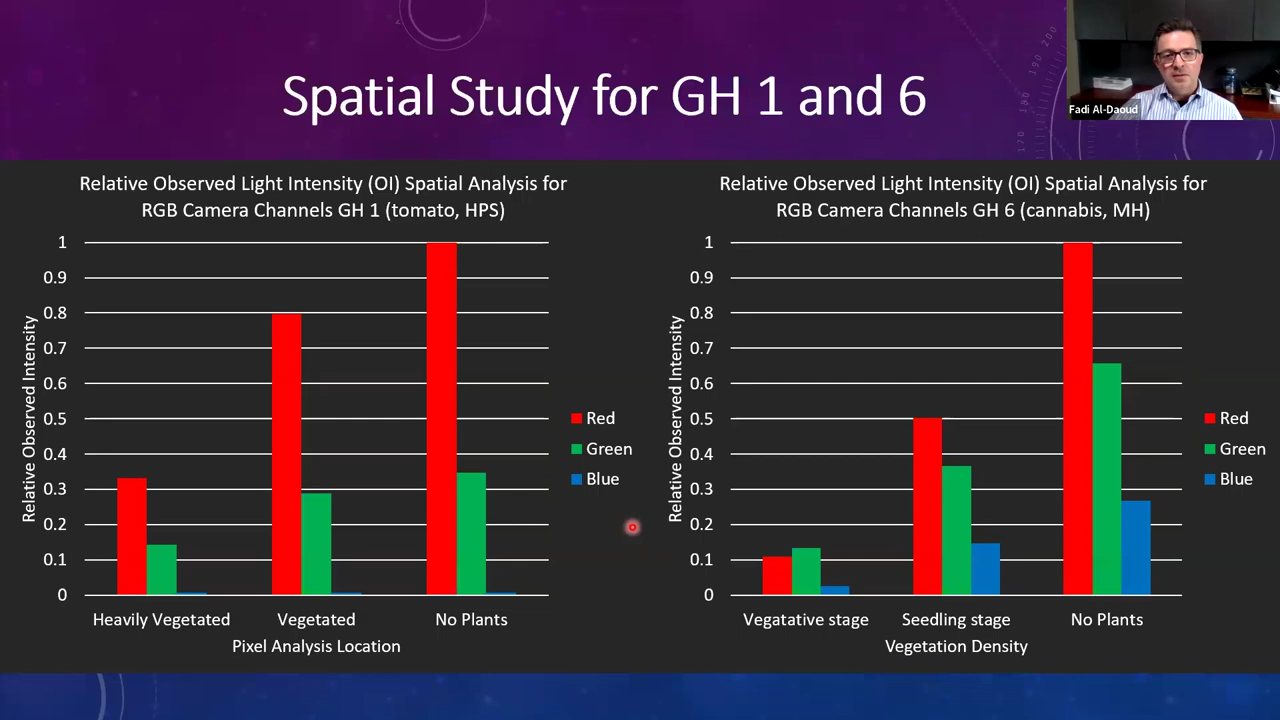 Spatial Study for GH 1 and 6
Fadi Al-Daoud
200
190
180
170
Relative Observed Light Intensity (OI) Spatial Analysis for
RGB Camera Channels GH 1 (tomato, HPS)
Relative Observed Intensity
1
0.9
0.8
0.7
0.6
0.5
0.4
0.3
0.2
0.1
0
Heavily Vegetated
Vegetated
No Plants
Pixel Analysis Location
Red
Green
Blue
Relative Observed Light Intensity (OI) Spatial Analysis for
RGB Camera Channels GH 6 (cannabis, MH)
Relative Observed Intensity
1
0.9
0.8
0.7
0.6
0.5
0.4
0.3
0.2
0.1
0
Vegatative stage
Seedling stage
No Plants
Vegetation Density
Red
Green
Blue